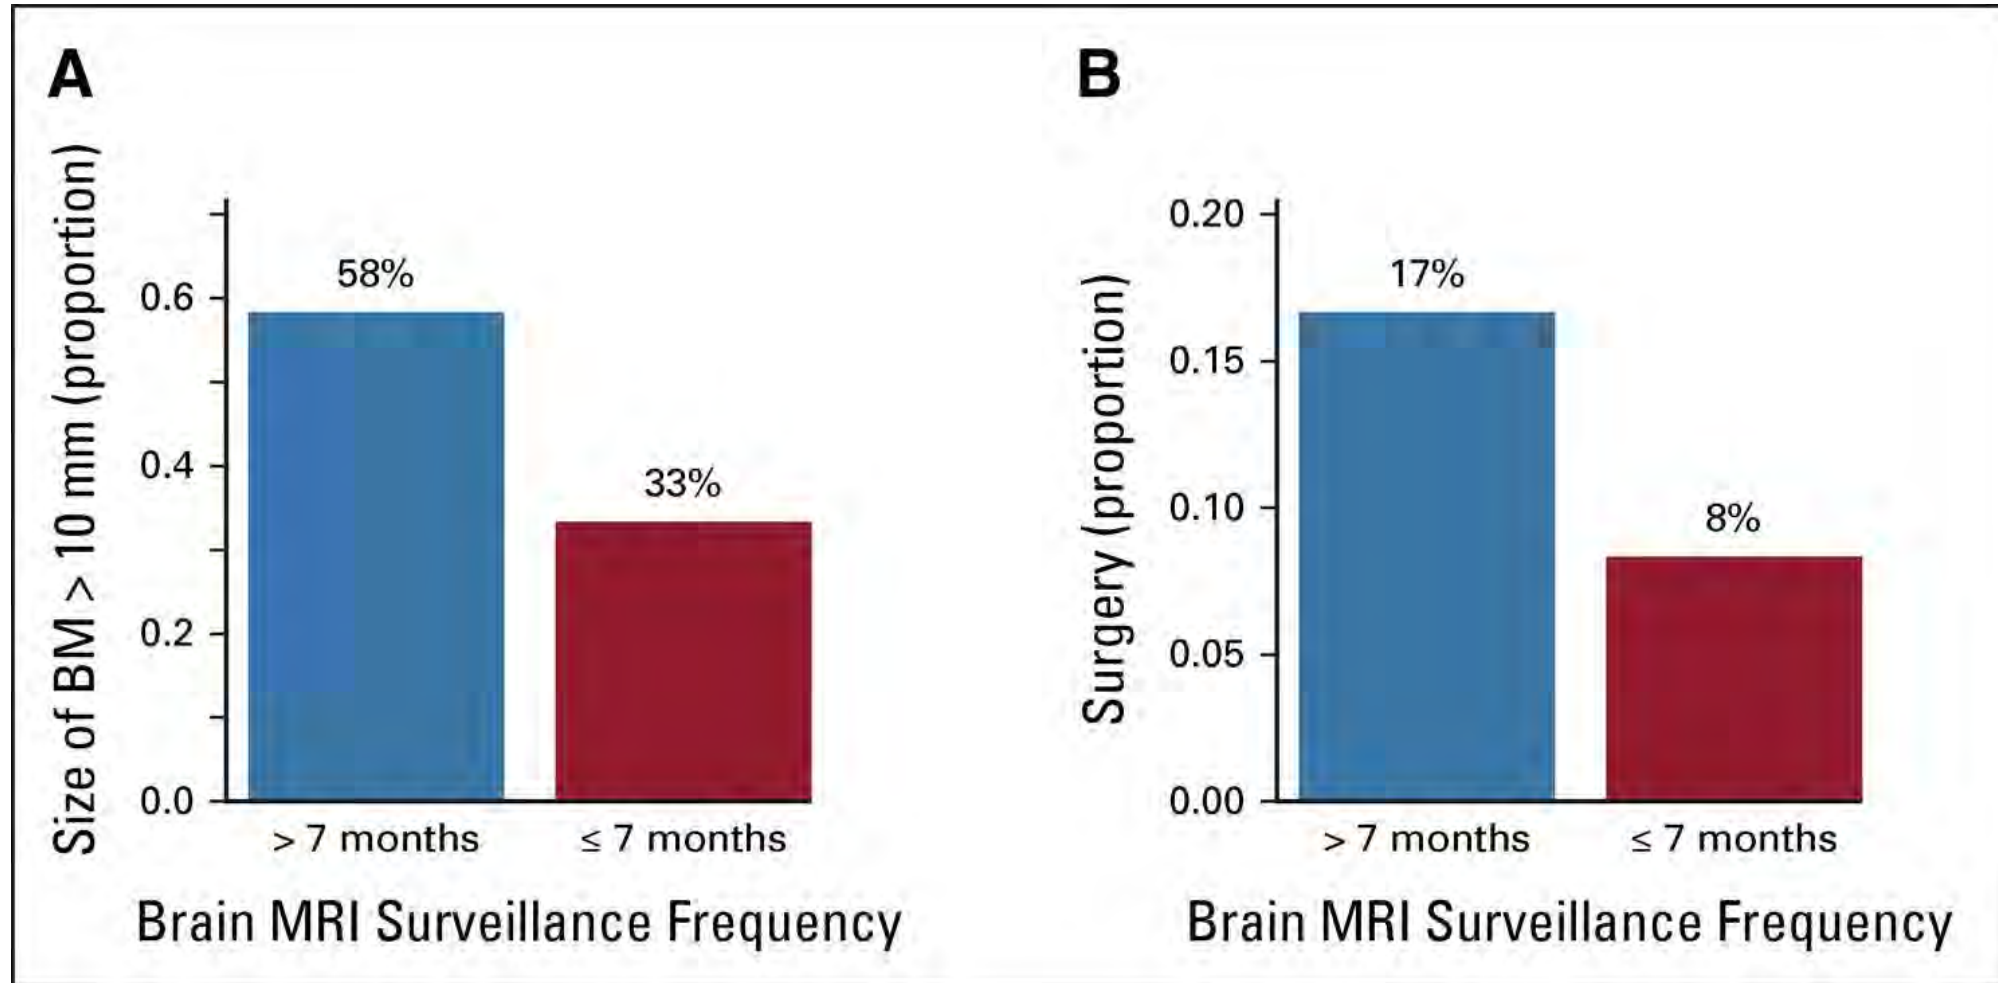 A
Size of BM > 10 mm (proportion)
0.6
0.4
0.2
0.0
58%
33%
> 7 months
≤ 7 months
Brain MRI Surveillance Frequency
B
Surgery (proportion)
0.20
0.15
0.10
0.05
0.00
17%
8%
> 7 months
≤ 7 months
Brain MRI Surveillance Frequency